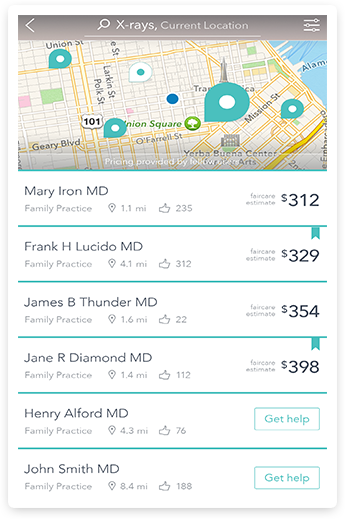 X-rays, Current Location
Union St
Larkin St
Polk St
101
Union Square
Mission St
O'Farrell St
Geary Blvd
Yerba Buena Center
Arts
Pricing provided by fellow users
Mary Iron MD
Family Practice 1.1 mi 235
faircare estimate $312
Frank H Lucido MD
Family Practice 4.1 mi 312
faircare estimate $329
James B Thunder MD
Family Practice 1.6 mi 22
faircare estimate $354
Jane R Diamond MD
Family Practice 1.4 mi 112
faircare estimate $398
Henry Alford MD
Family Practice 4.3 mi 76
Get help
John Smith MD
Family Practice 8.4 mi 188
Get help